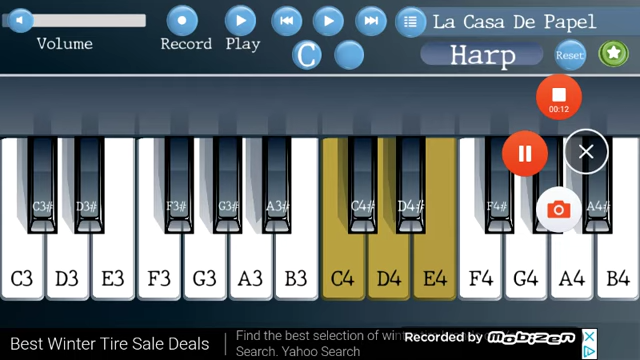 La Casa De Papel
Volume
Record
Play
C
Harp
Reset
00:12
C3# D3# F3# G3# A3# C4# D4# F4# A4#
C3 D3 E3 F3 G3 A3 B3 C4 D4 E4 F4 G4 A4 B4
Best Winter Tire Sale Deals
Find the best selection of
Search. Yahoo Search
Recorded by MOBIZEN